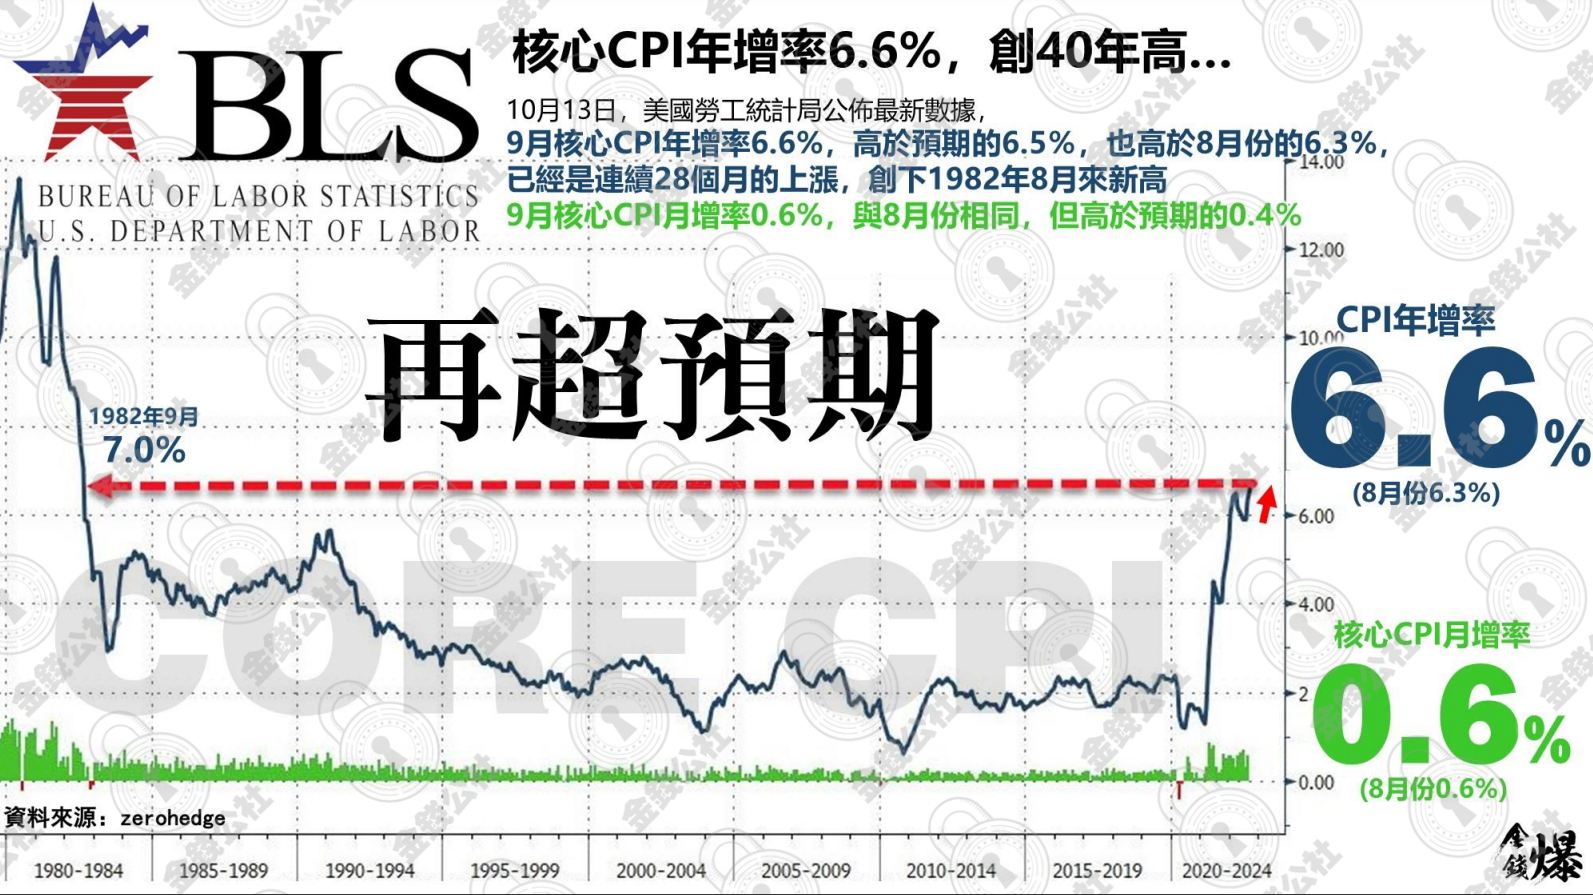 核心CPI年增率6.6%，創40年高...
10月13日，美國勞工統計局公佈最新數據，
9月核心CPI年增率6.6%，高於預期的6.5%，也高於8月份的6.3%，
已經是連續28個月的上漲，創下1982年8月來新高
9月核心CPI月增率0.6%，與8月份相同，但高於預期的0.4%
BLS
BUREAU OF LABOR STATISTICS
U.S. DEPARTMENT OF LABOR
再超預期
1982年9月
7.0%
CORE CPI
14.00
12.00
10.00
6.00
4.00
2
0.00
CPI年增率
6.6%
(8月份6.3%)
核心CPI月增率
0.6%
(8月份0.6%)
資料來源：zerohedge
1980-1984
1985-1989
1990-1994
1995-1999
2000-2004
2005-2009
2010-2014
2015-2019
2020-2024
金錢爆
金錢公社